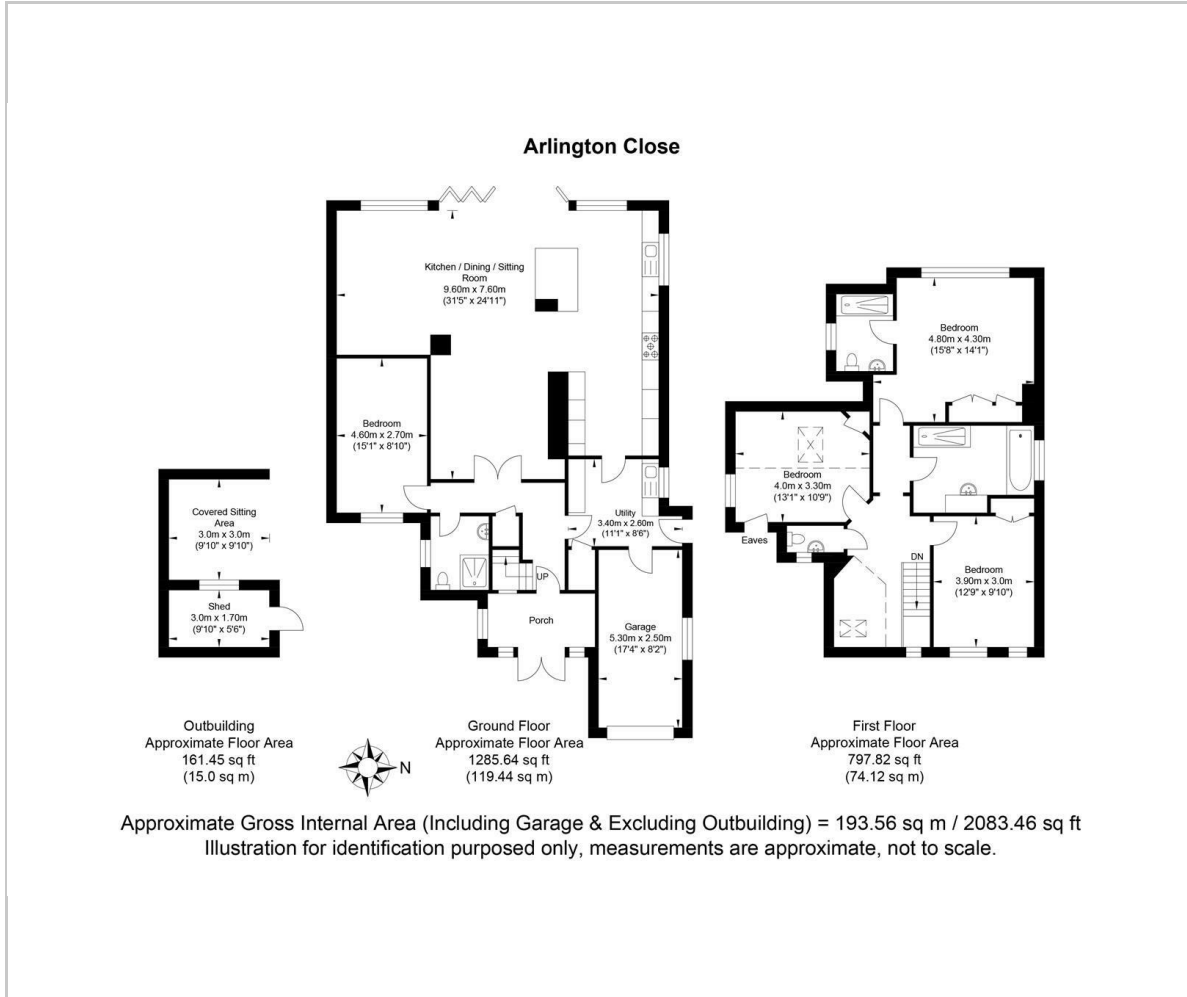 Arlington Close
Kitchen / Dining / Sitting
Room
9.60m x 7.60m
(31'5" x 24'11")
Bedroom
4.60m x 2.70m
(15'1" x 8'10")
Utility
3.40m x 2.60m
(11'1" x 8'6")
UP
Porch
Garage
5.30m x 2.50m
(17'4" x 8'2")
Covered Sitting
Area
3.0m x 3.0m
(9'10" x 9'10")
Shed
3.0m x 1.70m
(9'10" x 5'6")
Bedroom
4.80m x 4.30m
(15'8" x 14'1")
Bedroom
4.0m x 3.30m
(13'1" x 10'9")
Eaves
DN
Bedroom
3.90m x 3.0m
(12'9" x 9'10")
Outbuilding
Approximate Floor Area
161.45 sq ft
(15.0 sq m)
N
Ground Floor
Approximate Floor Area
1285.64 sq ft
(119.44 sq m)
First Floor
Approximate Floor Area
797.82 sq ft
(74.12 sq m)
Approximate Gross Internal Area (Including Garage & Excluding Outbuilding) = 193.56 sq m / 2083.46 sq ft
Illustration for identification purposed only, measurements are approximate, not to scale.